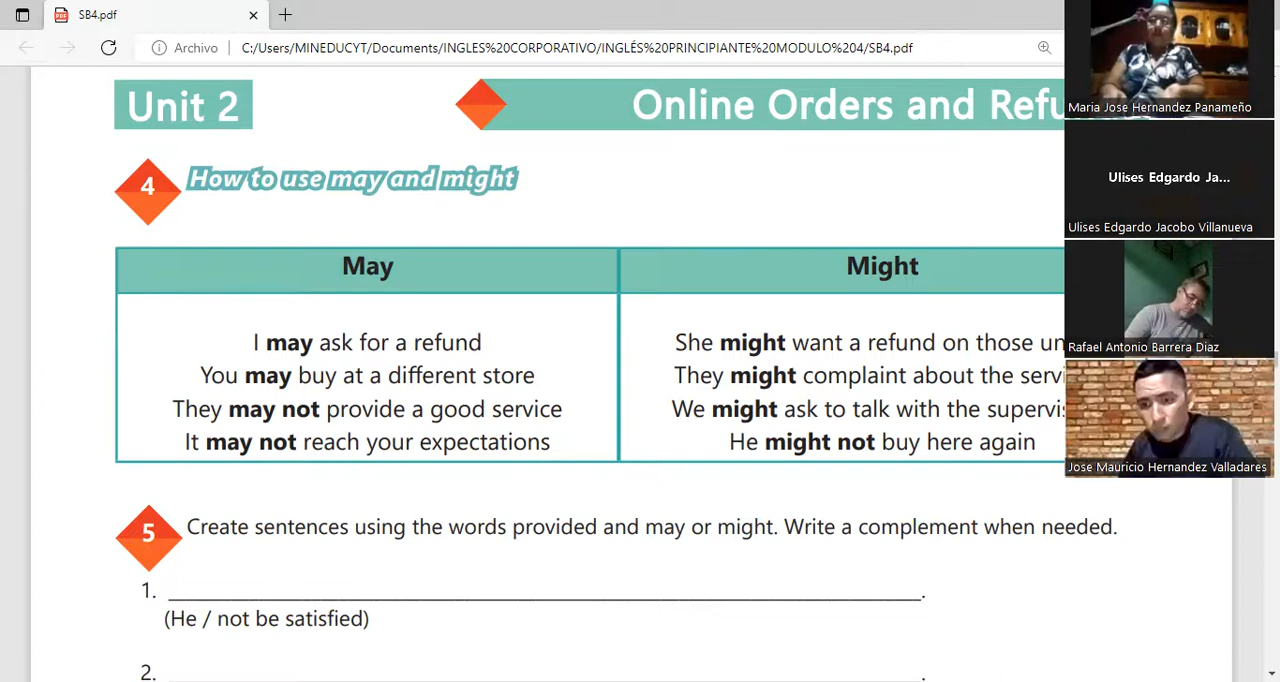 SB4.pdf
Archivo
C:/Users/MINEDUCYT/Documents/INGLES%20CORPORATIVO/INGLÉS%20PRINCIPIANTE%20MODULO%204/SB4.pdf
Unit 2
Online Orders and Refu
4
How to use may and might
May
Might
I may ask for a refund
You may buy at a different store
They may not provide a good service
It may not reach your expectations
She might want a refund on those un
They might complaint about the servi
We might ask to talk with the supervis
He might not buy here again
5
Create sentences using the words provided and may or might. Write a complement when needed.
1. ______________________________.
(He / not be satisfied)
2. ______________________________.
Maria Jose Hernandez Panameño
Ulises Edgardo Ja...
Ulises Edgardo Jacobo Villanueva
Rafael Antonio Barrera Diaz
Jose Mauricio Hernandez Valladares